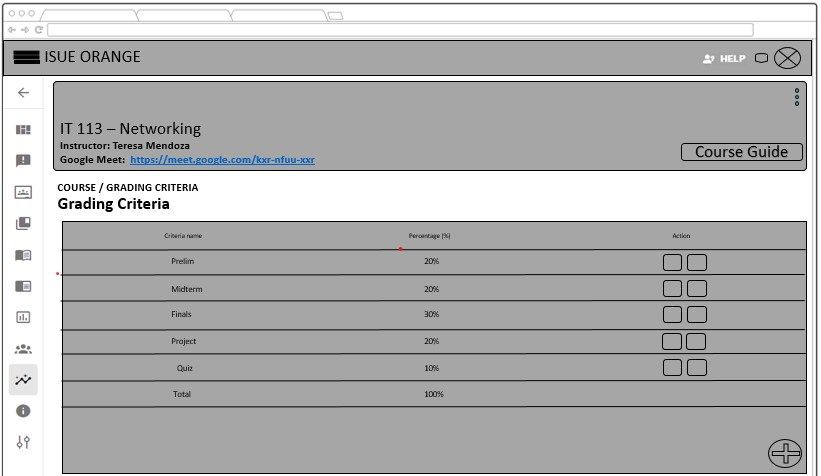 ISUE ORANGE
HELP
IT 113 – Networking
Instructor: Teresa Mendoza
Google Meet: https://meet.google.com/kxr-nfuu-xxr
Course Guide
COURSE / GRADING CRITERIA
Grading Criteria
Criteria name Percentage (%) Action
Prelim 20%
Midterm 20%
Finals 30%
Project 20%
Quiz 10%
Total 100%